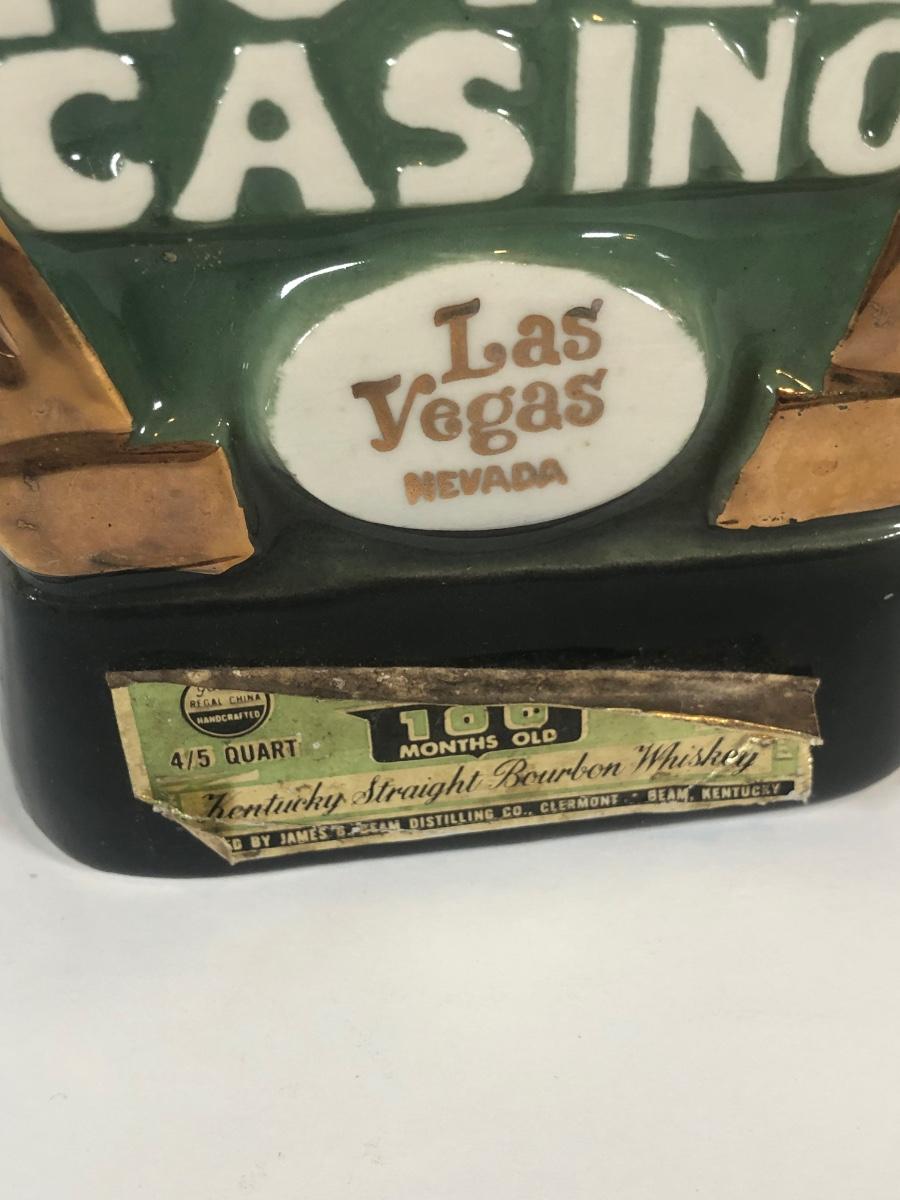 CASINO
Las
Vegas
NEVADA
REGAL CHINA
HANDCRAFTED
4/5 QUART
100
MONTHS OLD
Kentucky Straight Bourbon Whiskey
ED BY JAMES B. BEAM DISTILLING CO., CLERMONT - BEAM, KENTUCKY